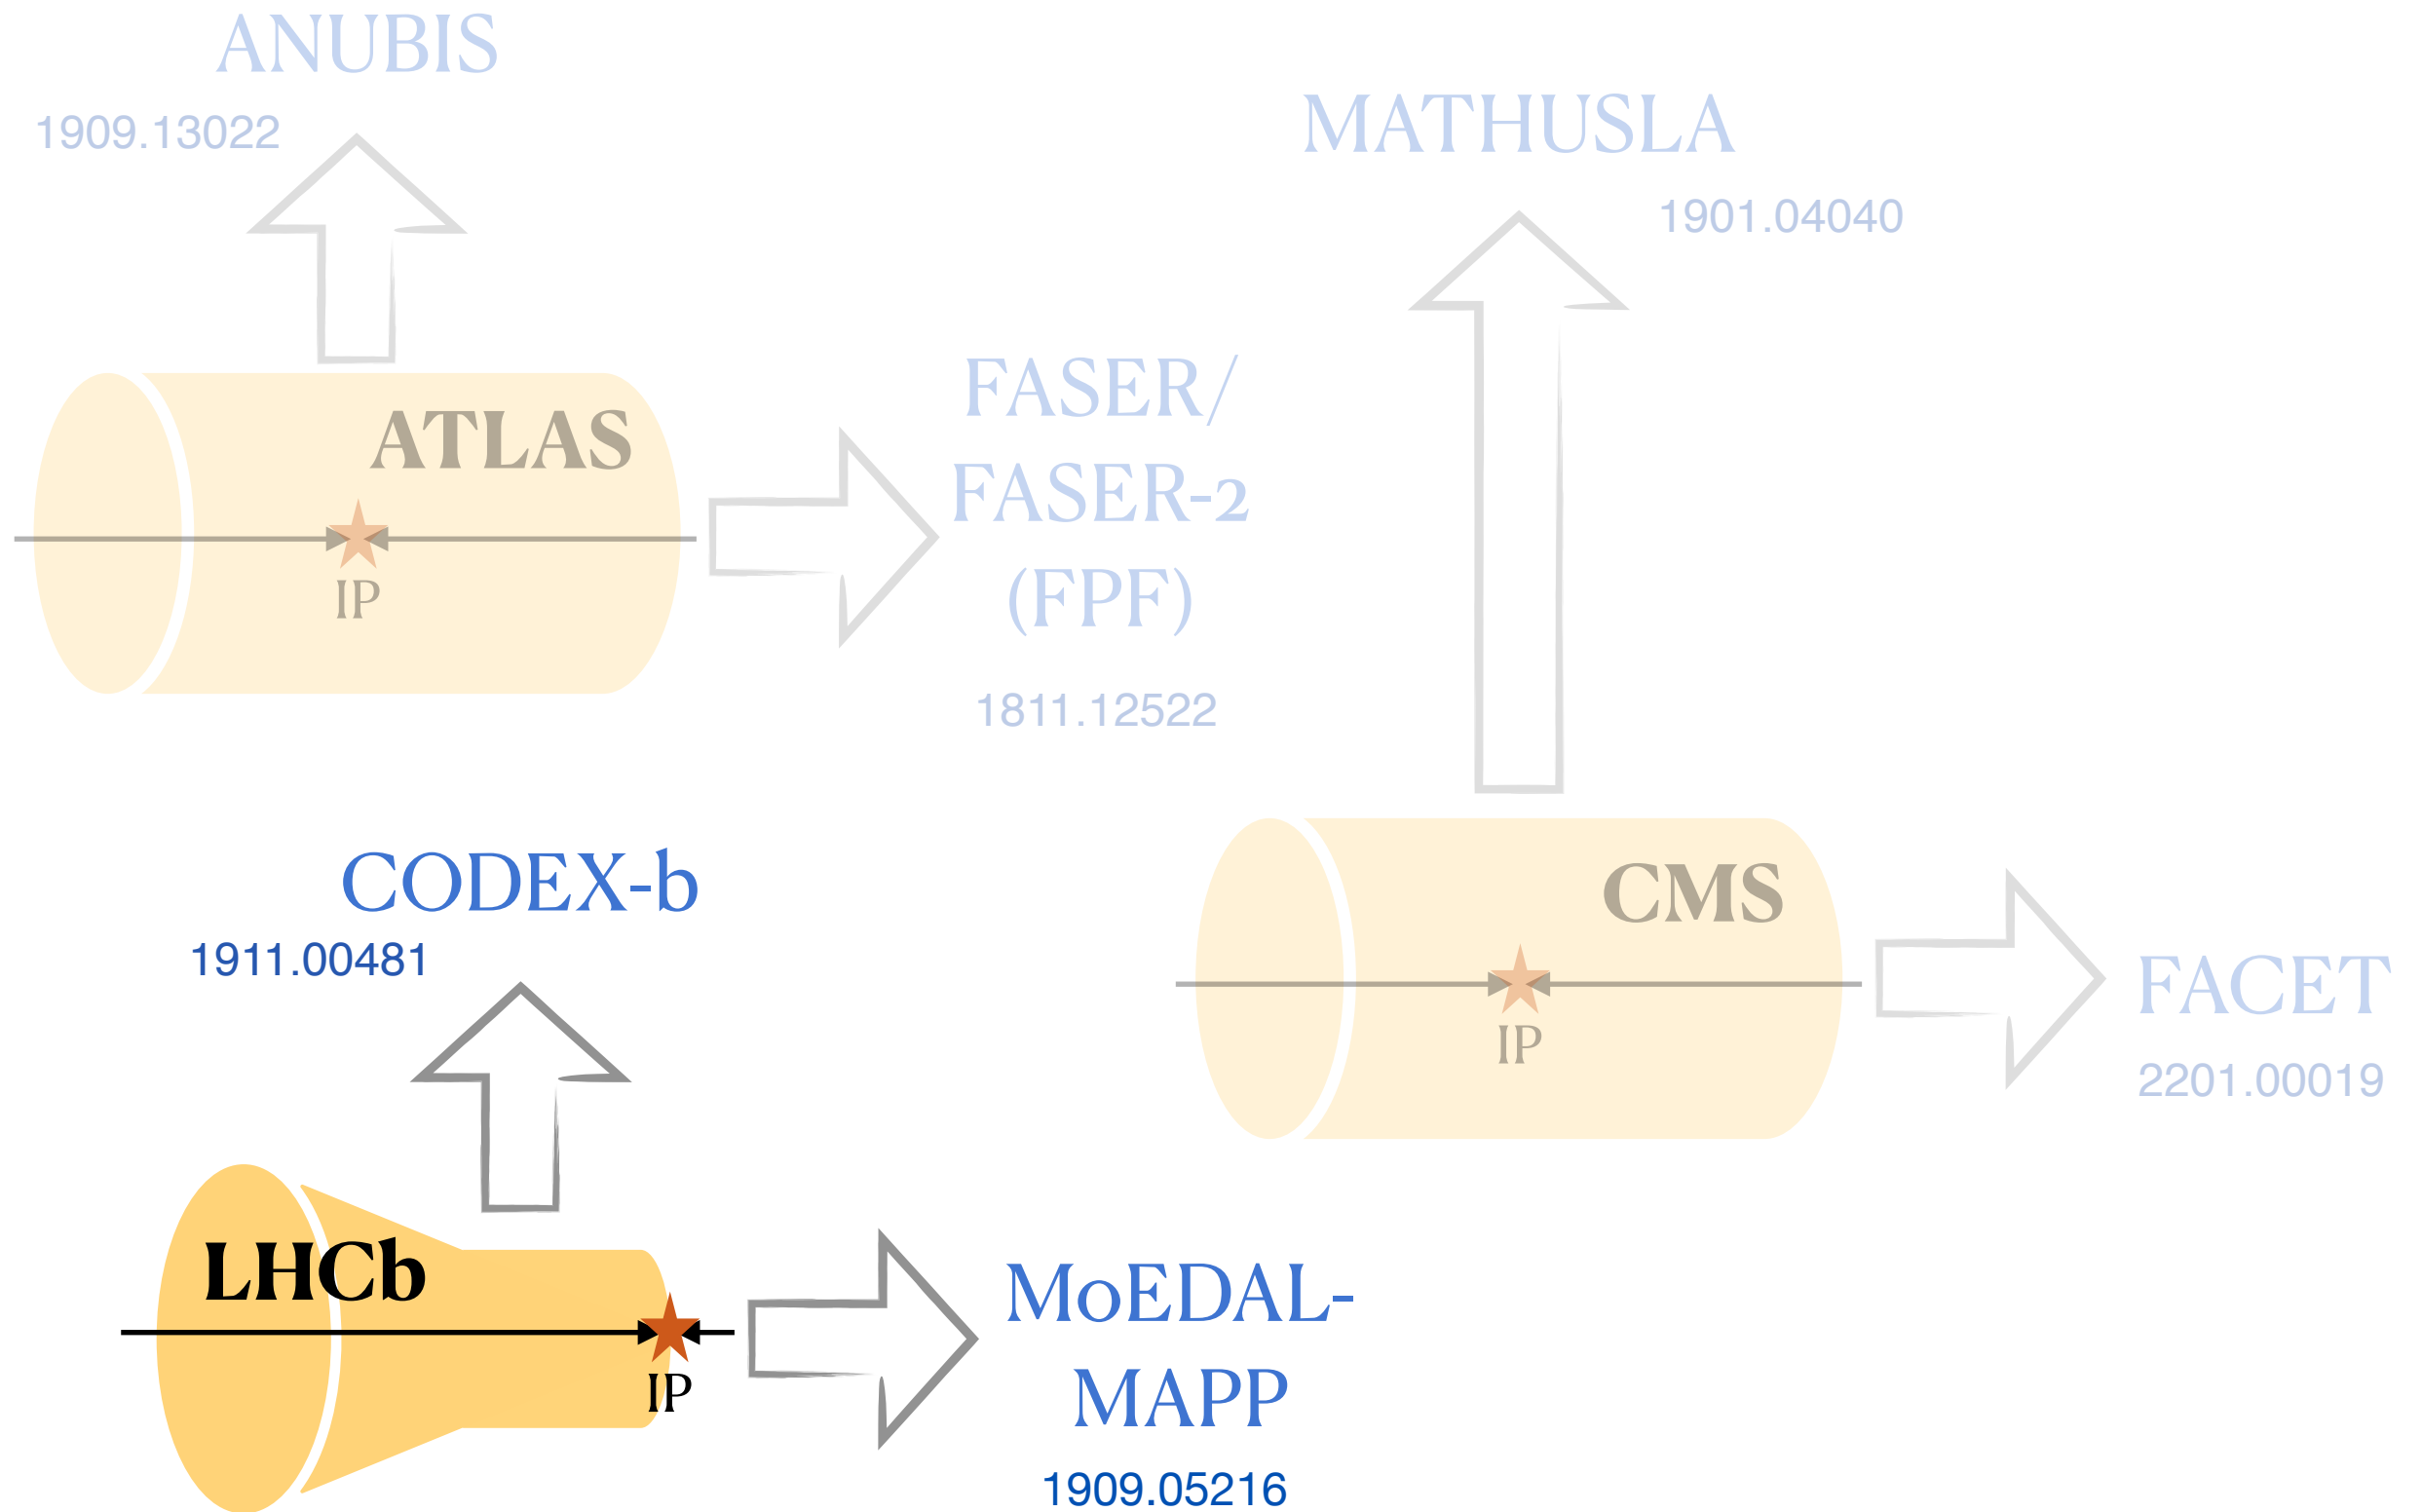 ANUBIS
1909.13022
MATHUSLA
1901.04040
ATLAS
IP
FASER/
FASER-2
(FPF)
1811.12522
CODEX-b
1911.00481
CMS
IP
FACET
2201.00019
LHCb
IP
MoEDAL-
MAPP
1909.05216